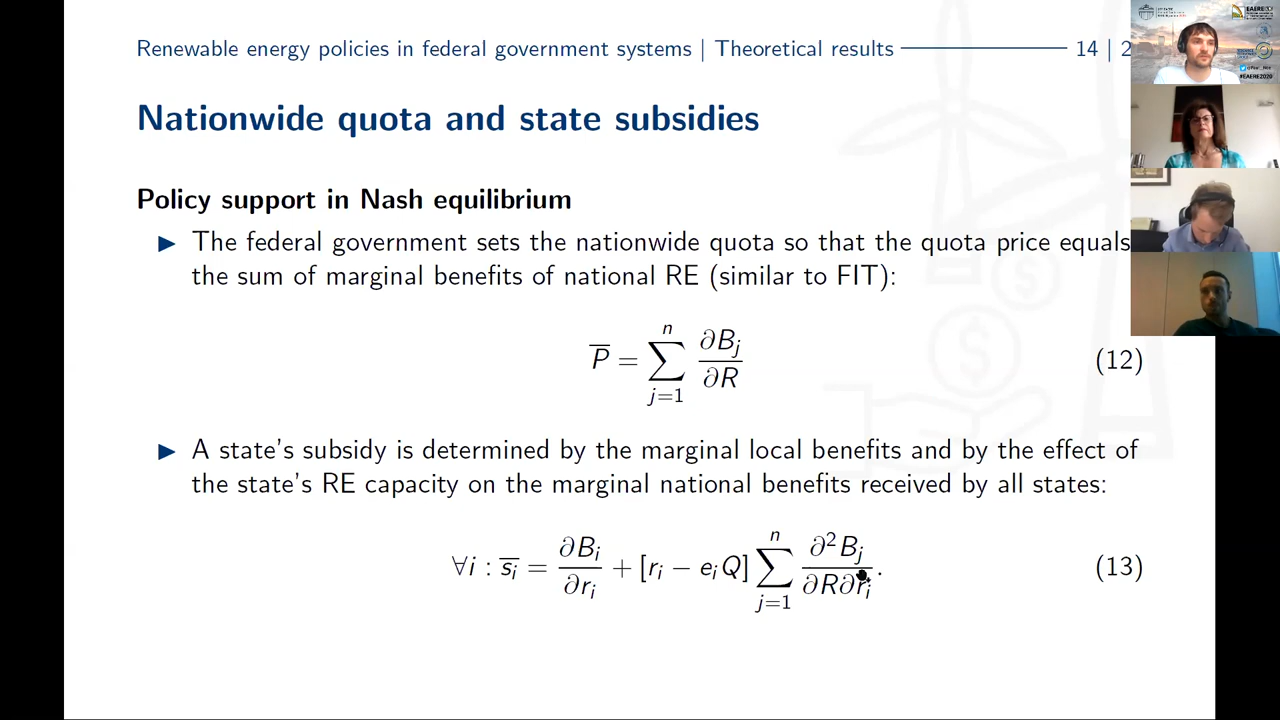 Renewable energy policies in federal government systems | Theoretical results 14 | 2
Nationwide quota and state subsidies
Policy support in Nash equilibrium
▶ The federal government sets the nationwide quota so that the quota price equals
the sum of marginal benefits of national RE (similar to FIT):
P̅ = ∑_{j=1}^{n} ∂B_j/∂R (12)
▶ A state's subsidy is determined by the marginal local benefits and by the effect of
the state's RE capacity on the marginal national benefits received by all states:
∀i : s̅_i = ∂B_i/∂r_i + [r_i − e_i Q] ∑_{j=1}^{n} ∂²B_j/∂R∂r_i. (13)
#EAERE2020